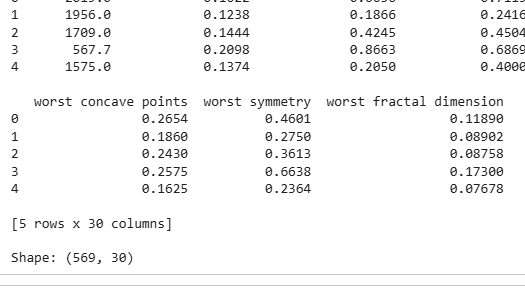 1 1956.0 0.1238 0.1866 0.2416
2 1709.0 0.1444 0.4245 0.4504
3 567.7 0.2098 0.8663 0.6869
4 1575.0 0.1374 0.2050 0.4000
worst concave points worst symmetry worst fractal dimension
0 0.2654 0.4601 0.11890
1 0.1860 0.2750 0.08902
2 0.2430 0.3613 0.08758
3 0.2575 0.6638 0.17300
4 0.1625 0.2364 0.07678
[5 rows x 30 columns]
Shape: (569, 30)